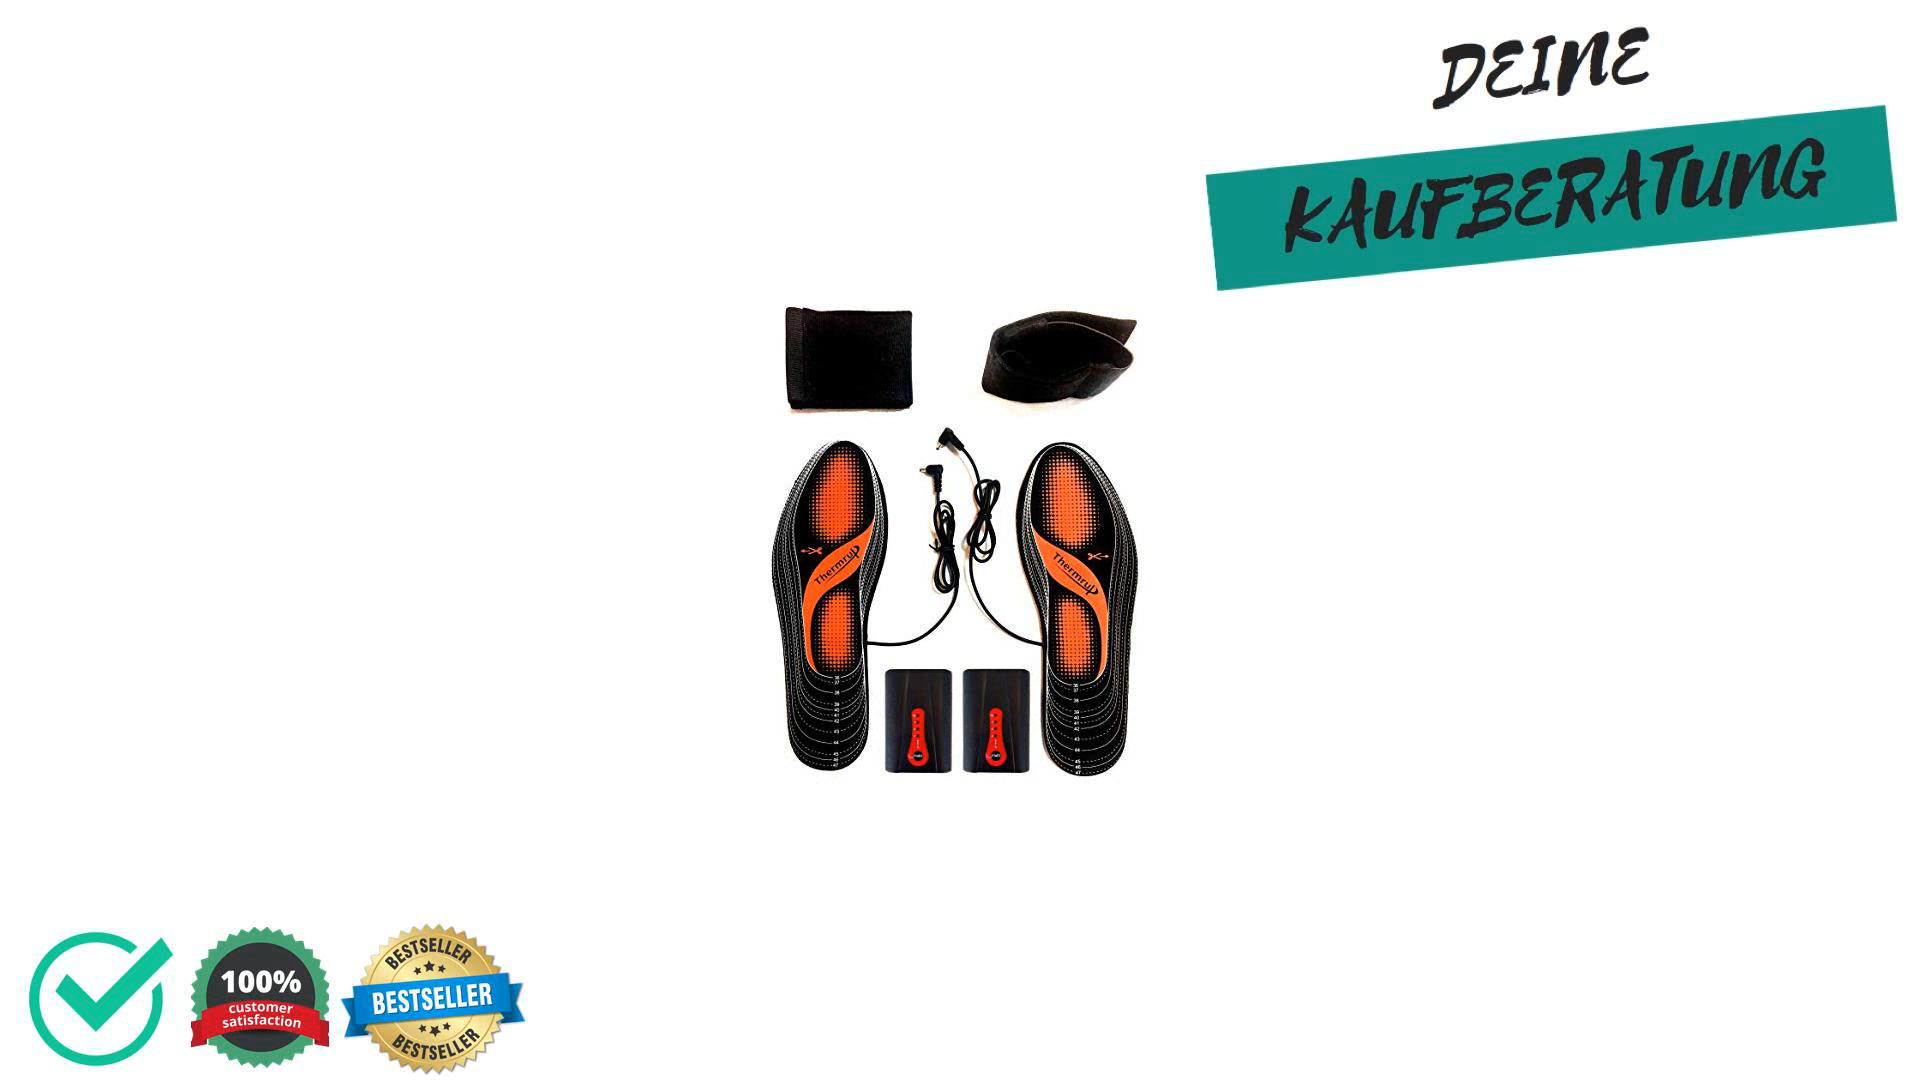 DEINE
KAUFBERATUNG
Thermrup
Thermrup
100%
customer
satisfaction
BESTSELLER
BESTSELLER
BESTSELLER